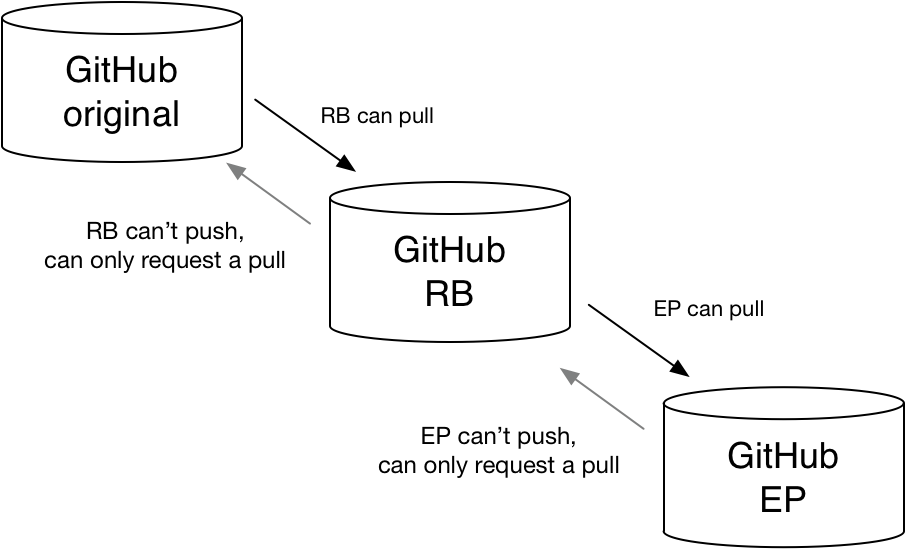 GitHub
original
RB can pull
RB can’t push,
can only request a pull
GitHub
RB
EP can pull
EP can’t push,
can only request a pull
GitHub
EP